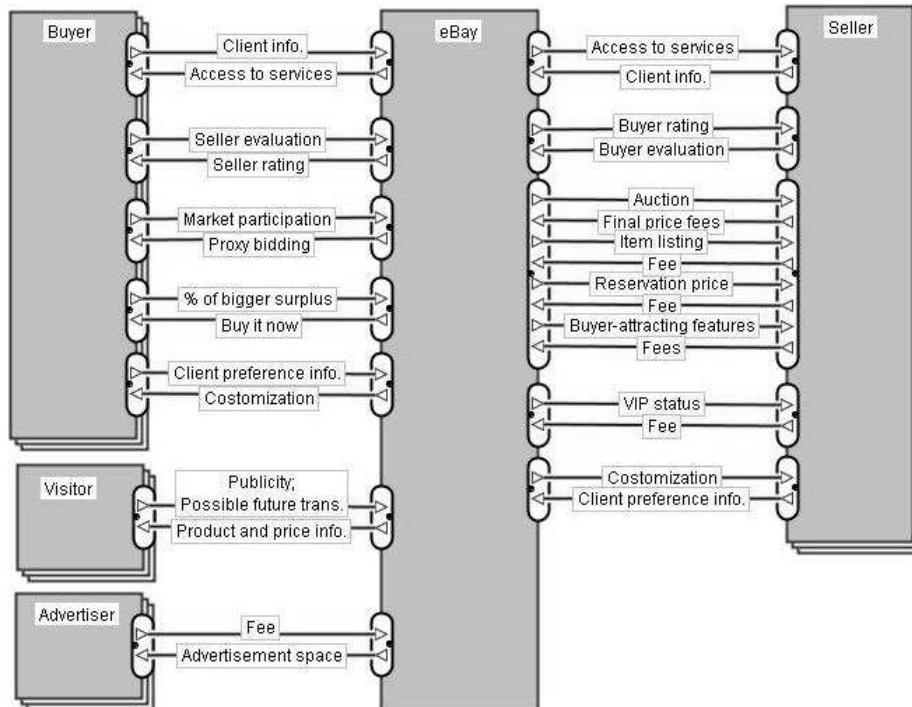 Buyer
eBay
Seller
Client info.
Access to services
Seller evaluation
Seller rating
Market participation
Proxy bidding
% of bigger surplus
Buy it now
Client preference info.
Costomization
Access to services
Client info.
Buyer rating
Buyer evaluation
Auction
Final price fees
Item listing
Fee
Reservation price
Fee
Buyer-attracting features
Fees
VIP status
Fee
Costomization
Client preference info.
Visitor
Publicity;
Possible future trans.
Product and price info.
Advertiser
Fee
Advertisement space